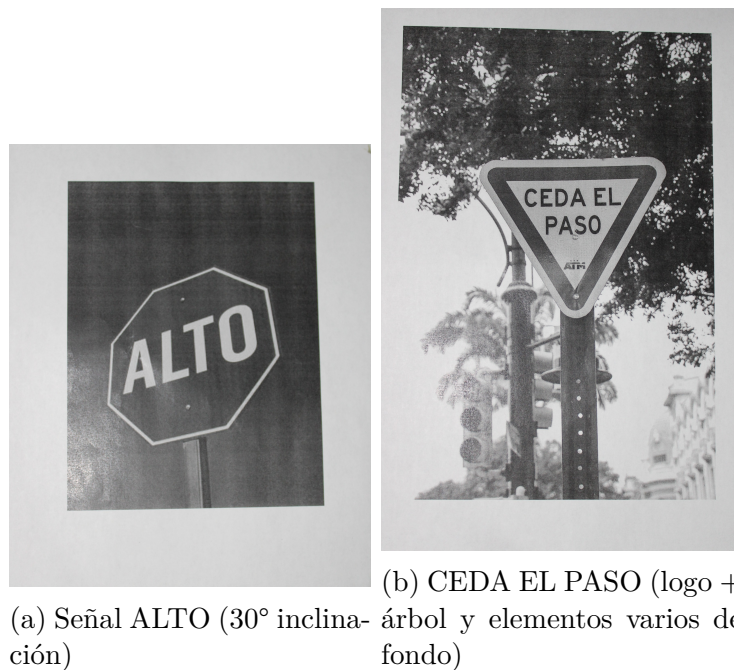 ALTO
CEDA EL
PASO
ATM
(a) Señal ALTO (30° inclina-
ción)
(b) CEDA EL PASO (logo +
árbol y elementos varios de
fondo)